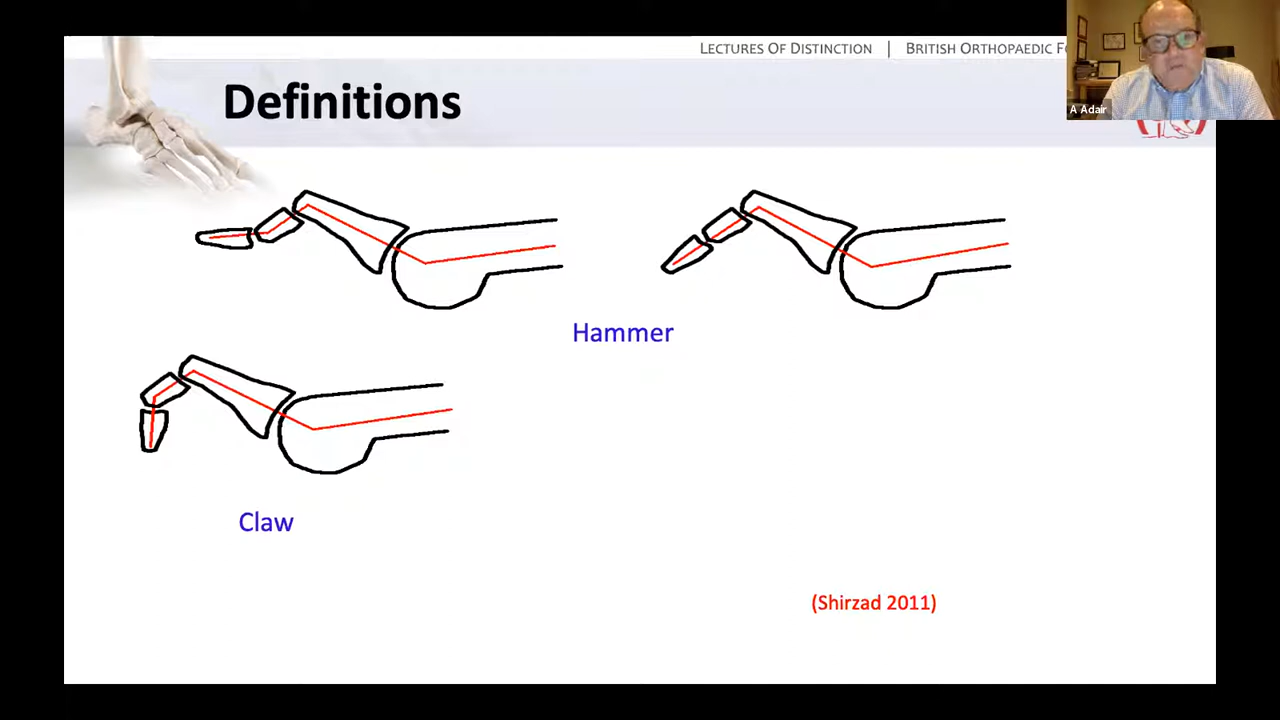 LECTURES OF DISTINCTION | BRITISH ORTHOPAEDIC
A Adair
Definitions
Hammer
Claw
(Shirzad 2011)